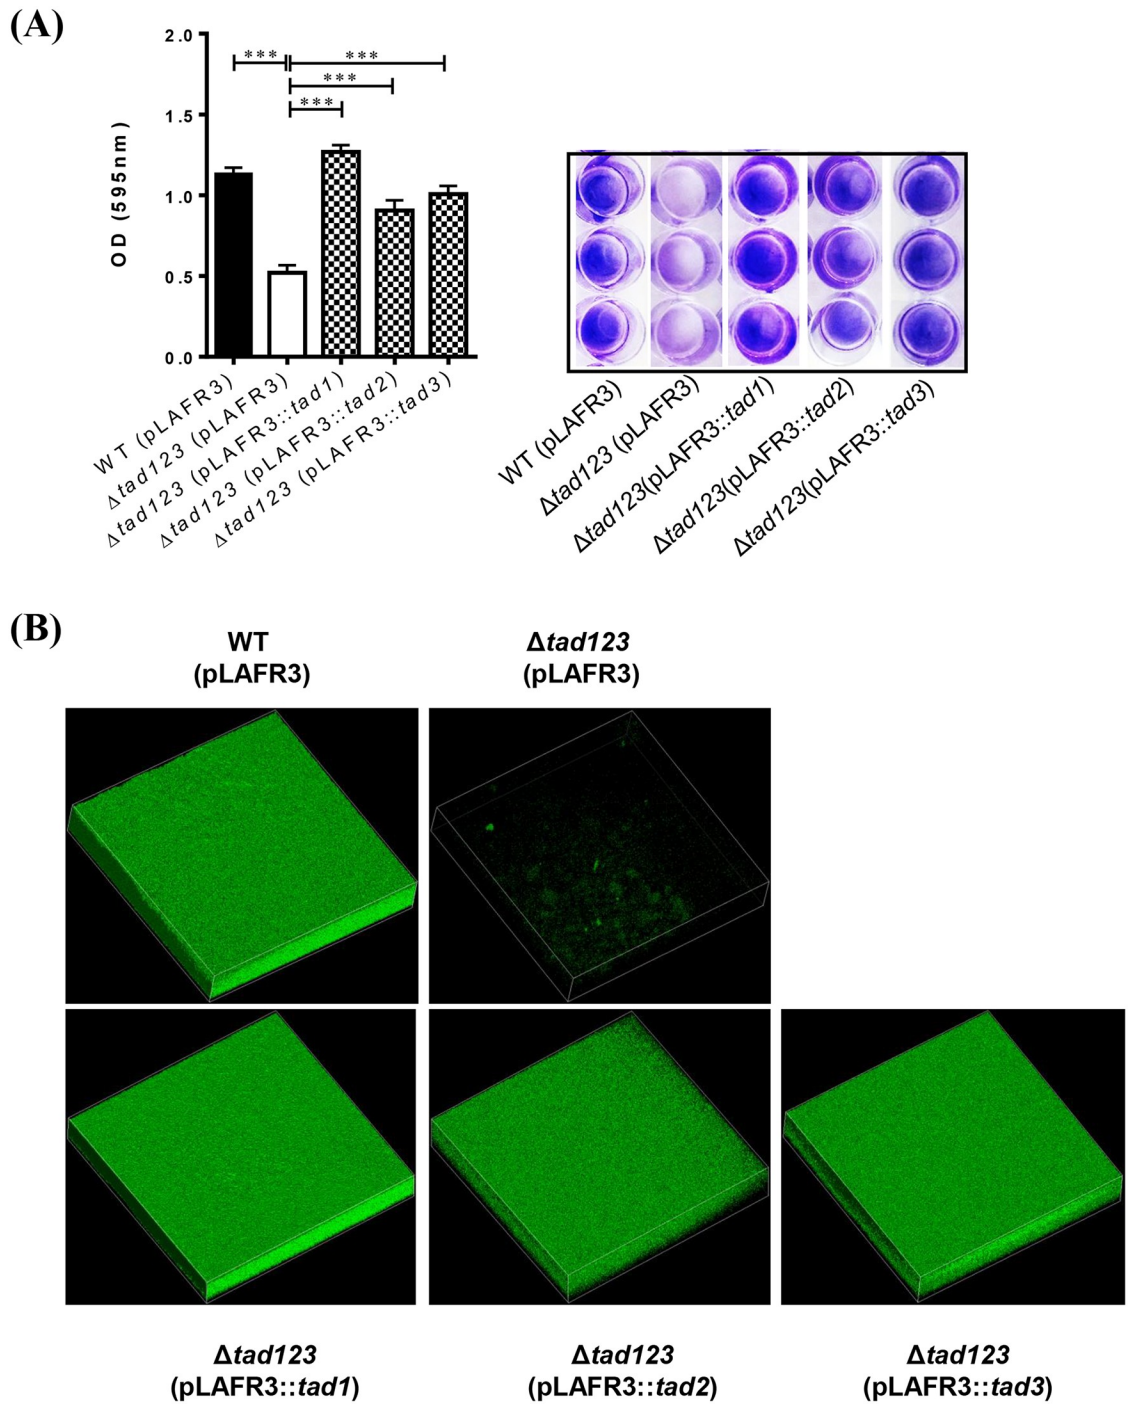 (A)
2.0
1.5
1.0
0.5
0.0
OD (595nm)
***
***
***
***
WT (pLAFR3)
Δtad123 (pLAFR3)
Δtad123 (pLAFR3::tad1)
Δtad123 (pLAFR3::tad2)
Δtad123 (pLAFR3::tad3)
WT (pLAFR3)
Δtad123 (pLAFR3)
Δtad123(pLAFR3::tad1)
Δtad123(pLAFR3::tad2)
Δtad123(pLAFR3::tad3)
(B)
WT
(pLAFR3)
Δtad123
(pLAFR3)
Δtad123
(pLAFR3::tad1)
Δtad123
(pLAFR3::tad2)
Δtad123
(pLAFR3::tad3)